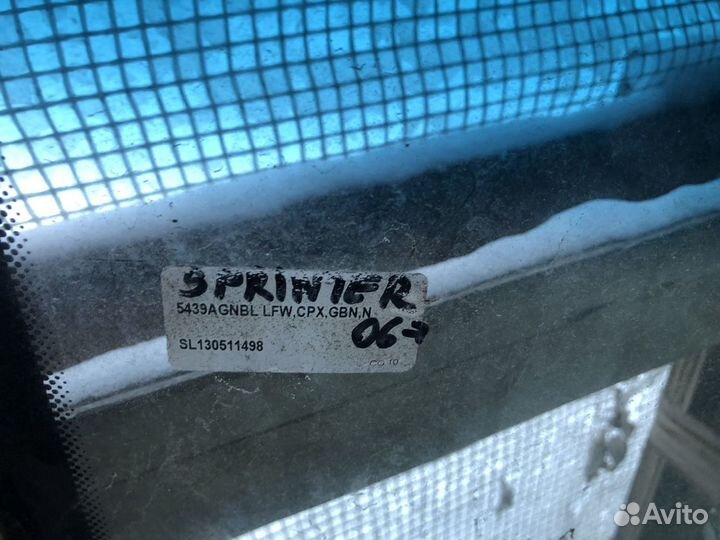 SPRINTER
5439AGNBL LFW,CPX,GBN,N
06→
SL130511498
Avito